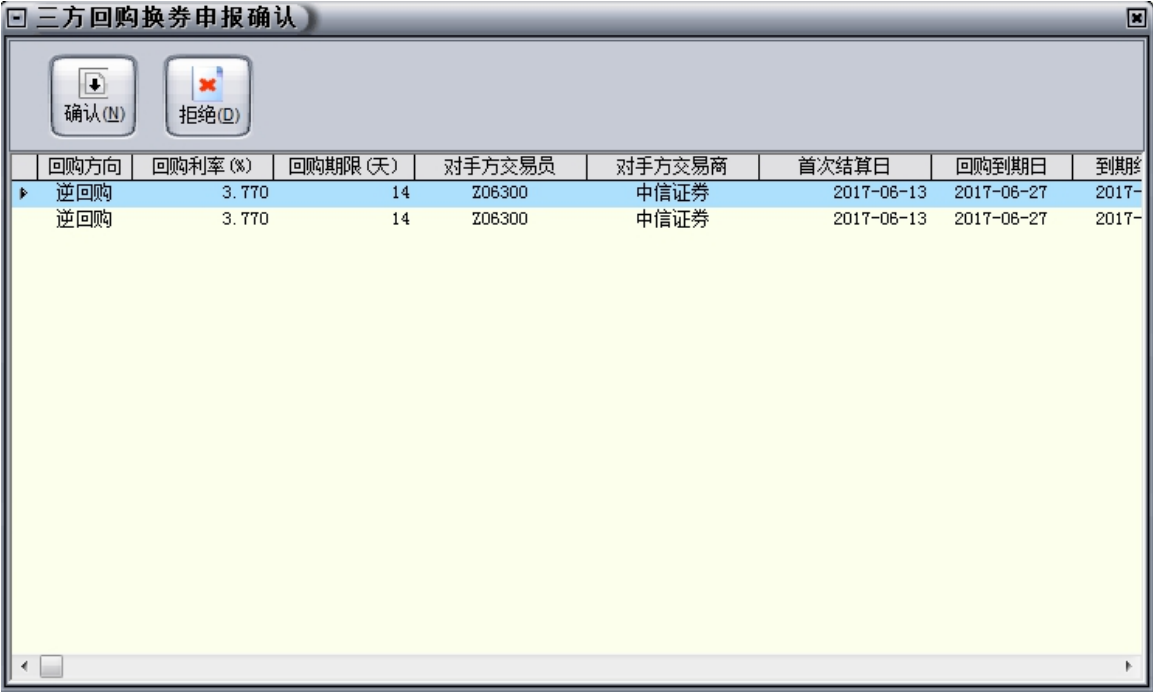 三方回购换券申报确认
确认(N) 拒绝(D)
回购方向 回购利率(%) 回购期限(天) 对手方交易员 对手方交易商 首次结算日 回购到期日 到期
逆回购 3.770 14 Z06300 中信证券 2017-06-13 2017-06-27 2017-
逆回购 3.770 14 Z06300 中信证券 2017-06-13 2017-06-27 2017-